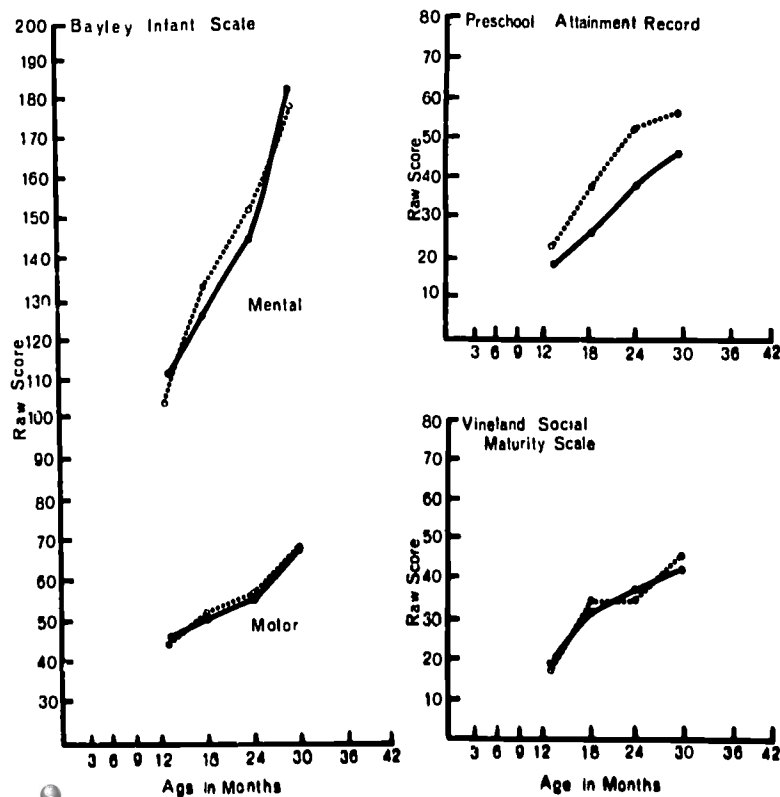 Bayley Infant Scale
200
190
180
170
160
150
140
130
120
110
100
90
80
70
60
50
40
30
Raw Score
Mental
Motor
3 6 9 12 18 24 30 36 42
Age in Months
Preschool Attainment Record
80
70
60
50
40
30
20
10
Raw Score
3 6 9 12 18 24 30 36 42
Vineland Social
Maturity Scale
80
70
60
50
40
30
20
10
Raw Score
3 6 9 12 18 24 30 36 42
Age in Months